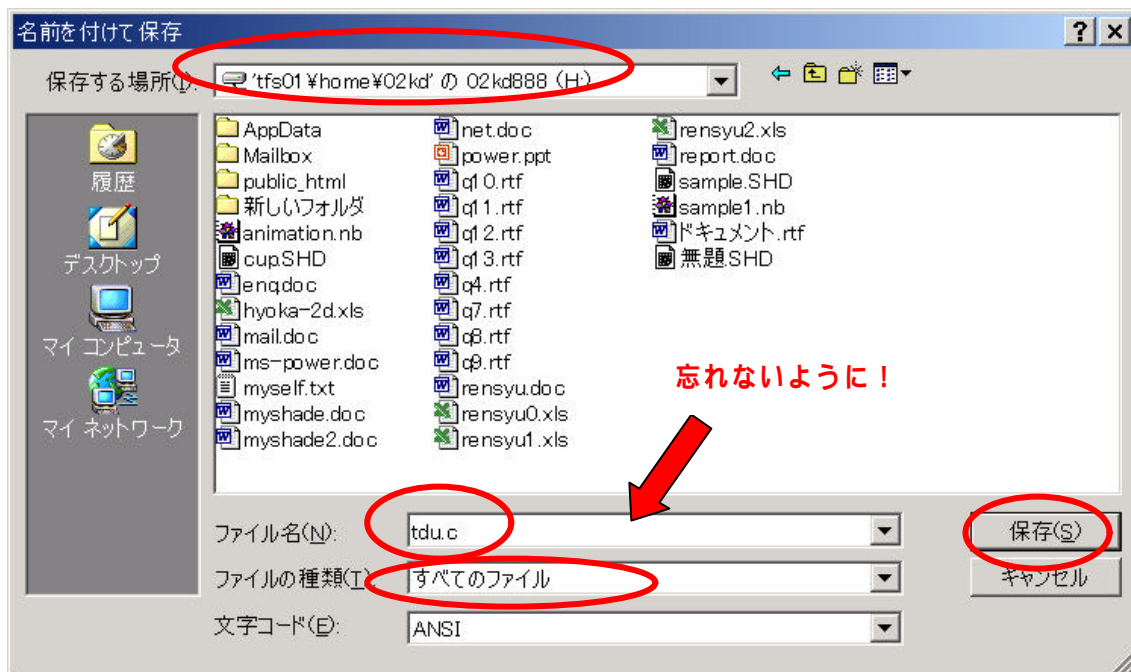 名前を付けて保存
保存する場所(I): 'tfs01¥home¥02kd' の 02kd888 (H:)
履歴
デスクトップ
マイ コンピュータ
マイ ネットワーク
AppData
Mailbox
public_html
新しいフォルダ
animation.nb
cup.SHD
enq.doc
hyoka-2d.xls
mail.doc
ms-power.doc
myself.txt
myshade.doc
myshade2.doc
net.doc
power.ppt
q10.rtf
q11.rtf
q12.rtf
q13.rtf
q4.rtf
q7.rtf
q8.rtf
q9.rtf
rensyu.doc
rensyu0.xls
rensyu1.xls
rensyu2.xls
report.doc
sample.SHD
sample1.nb
ドキュメント.rtf
無題.SHD
忘れないように！
ファイル名(N): tdu.c 保存(S)
ファイルの種類(T): すべてのファイル キャンセル
文字コード(E): ANSI